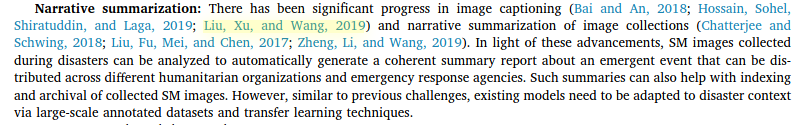 Narrative summarization: There has been significant progress in image captioning (Bai and An, 2018; Hossain, Sohel,
Shiratuddin, and Laga, 2019; Liu, Xu, and Wang, 2019) and narrative summarization of image collections (Chatterjee and
Schwing, 2018; Liu, Fu, Mei, and Chen, 2017; Zheng, Li, and Wang, 2019). In light of these advancements, SM images collected
during disasters can be analyzed to automatically generate a coherent summary report about an emergent event that can be dis-
tributed across different humanitarian organizations and emergency response agencies. Such summaries can also help with indexing
and archival of collected SM images. However, similar to previous challenges, existing models need to be adapted to disaster context
via large-scale annotated datasets and transfer learning techniques.